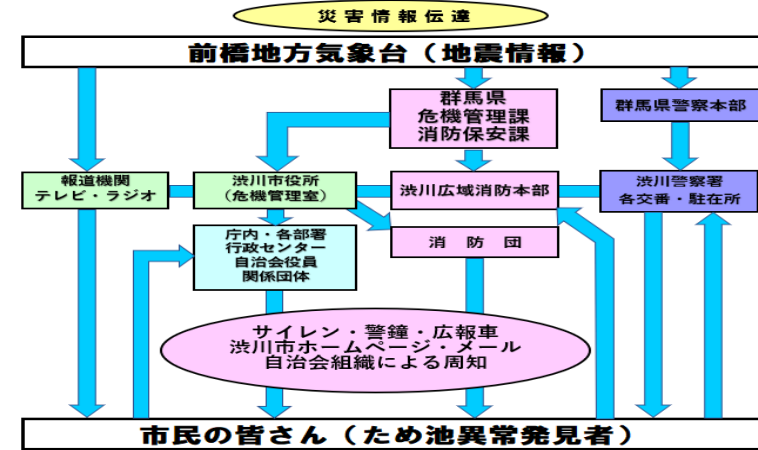 災害情報伝達
前橋地方気象台（地震情報）
群馬県
危機管理課
消防保安課
群馬県警察本部
報道機関
テレビ・ラジオ
渋川市役所
（危機管理室）
渋川広域消防本部
渋川警察署
各交番・駐在所
庁内・各部署
行政センター
自治会役員
関係団体
消防団
サイレン・警鐘・広報車
渋川市ホームページ・メール
自治会組織による周知
市民の皆さん（ため池異常発見者）